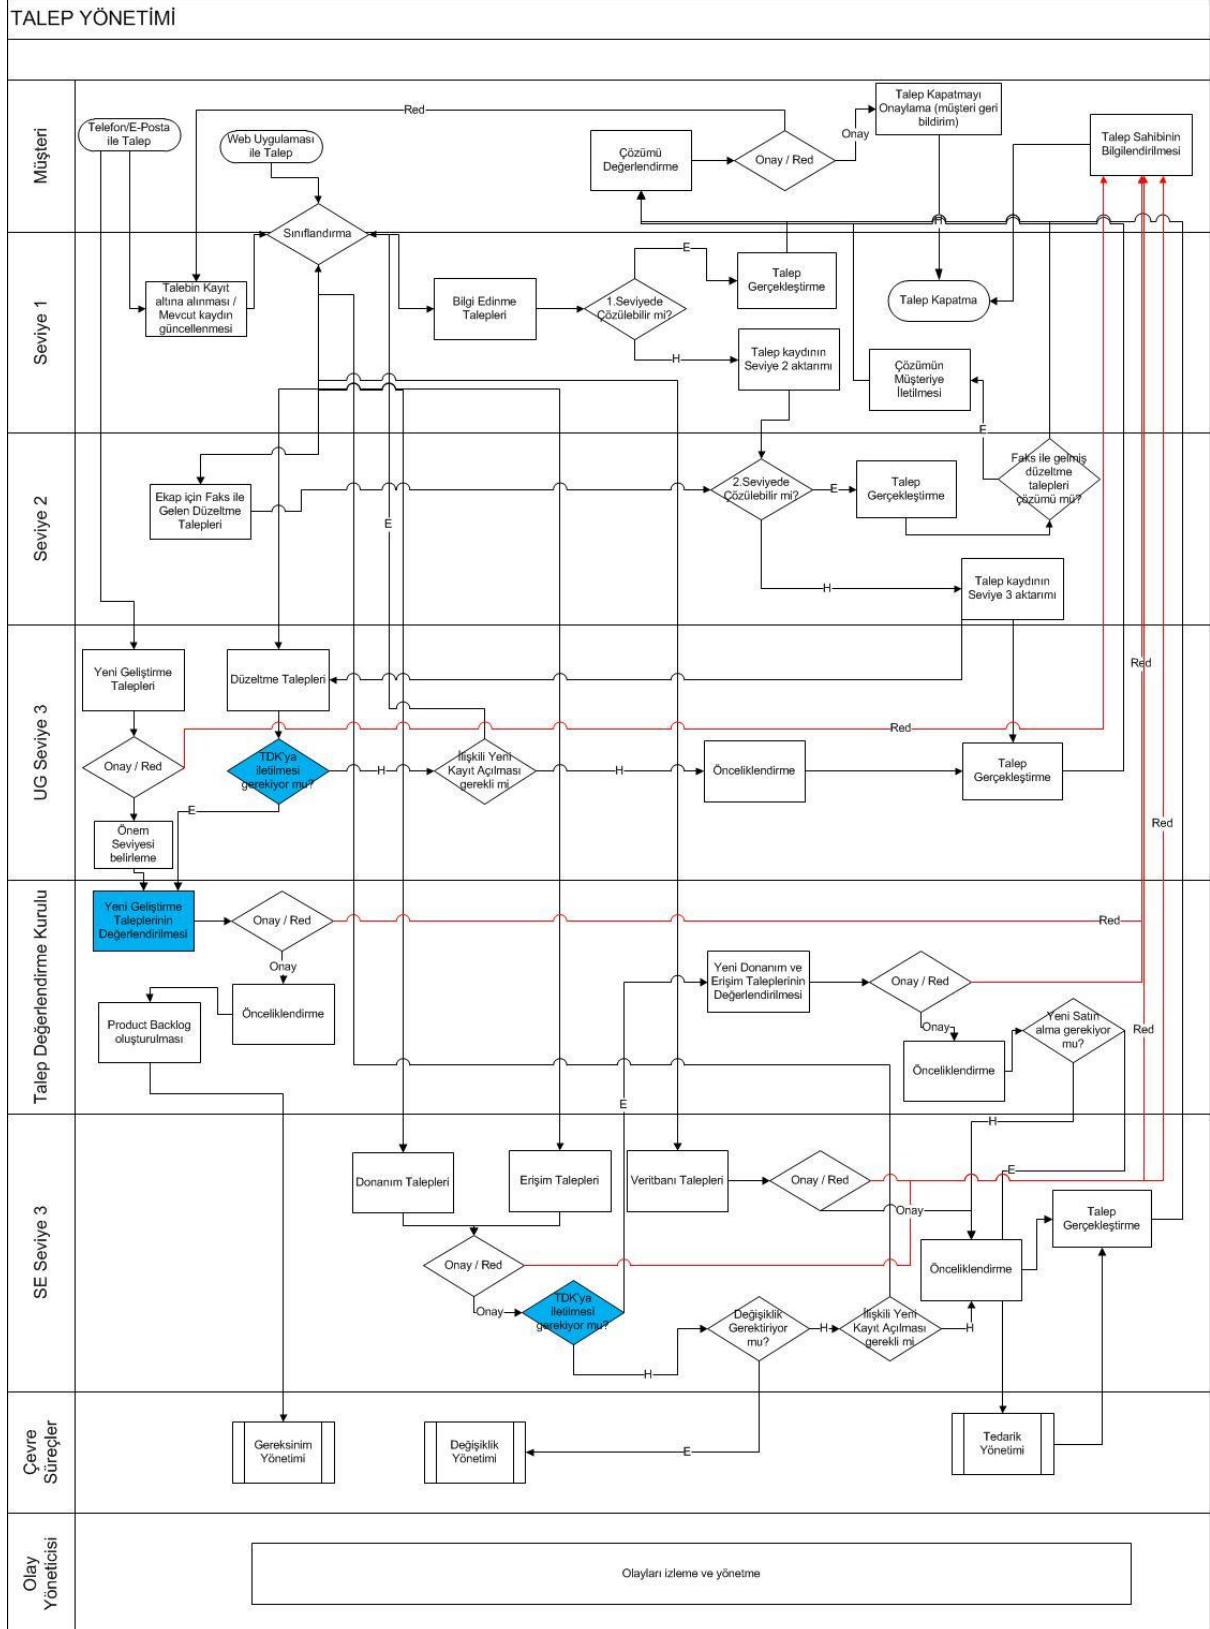 TALEP YÖNETİMİ
Müşteri
Telefon/E-Posta
ile Talep
Web Uygulaması
ile Talep
Red
Çözümü
Değerlendirme
Onay / Red
Onay
Talep Kapatmayı
Onaylama (müşteri geri
bildirim)
Talep Sahibinin
Bilgilendirilmesi
Sınıflandırma
Seviye 1
Talebin Kayıt
altına alınması /
Mevcut kaydın
güncellenmesi
Bilgi Edinme
Talepleri
1.Seviyede
Çözülebilir mi?
E
Talep
Gerçekleştirme
H
Talep kaydının
Seviye 2 aktarımı
Talep Kapatma
Çözümün
Müşteriye
İletilmesi
E
Seviye 2
Ekap için Faks ile
Gelen Düzeltme
Talepleri
E
2.Seviyede
Çözülebilir mi?
E
Talep
Gerçekleştirme
Faks ile gelmiş
düzeltme
talepleri
çözümü mü?
H
Talep kaydının
Seviye 3 aktarımı
UG Seviye 3
Yeni Geliştirme
Talepleri
Düzeltme Talepleri
Red
Onay / Red
TDK'ya
iletilmesi
gerekiyor mu?
H
İlişkili Yeni
Kayıt Açılması
gerekli mi
H
Önceliklendirme
Red
Talep
Gerçekleştirme
E
Önem
Seviyesi
belirleme
Red
Talep Değerlendirme Kurulu
Yeni Geliştirme
Taleplerinin
Değerlendirilmesi
Onay / Red
Red
Onay
Önceliklendirme
Product Backlog
oluşturulması
Yeni Donanım ve
Erişim Taleplerinin
Değerlendirilmesi
Onay / Red
Onay
Önceliklendirme
Yeni Satın
alma gerekiyor
mu?
Red
E
H
SE Seviye 3
Donanım Talepleri
Erişim Talepleri
Veritbanı Talepleri
Onay / Red
Onay
E
Talep
Gerçekleştirme
Onay / Red
Onay
TDK'ya
iletilmesi
gerekiyor mu?
H
Değişiklik
Gerektiriyor
mu?
H
İlişkili Yeni
Kayıt Açılması
gerekli mi
H
Önceliklendirme
Çevre
Süreçler
Gereksinim
Yönetimi
Değişiklik
Yönetimi
E
Tedarik
Yönetimi
Olay
Yöneticisi
Olayları izleme ve yönetme